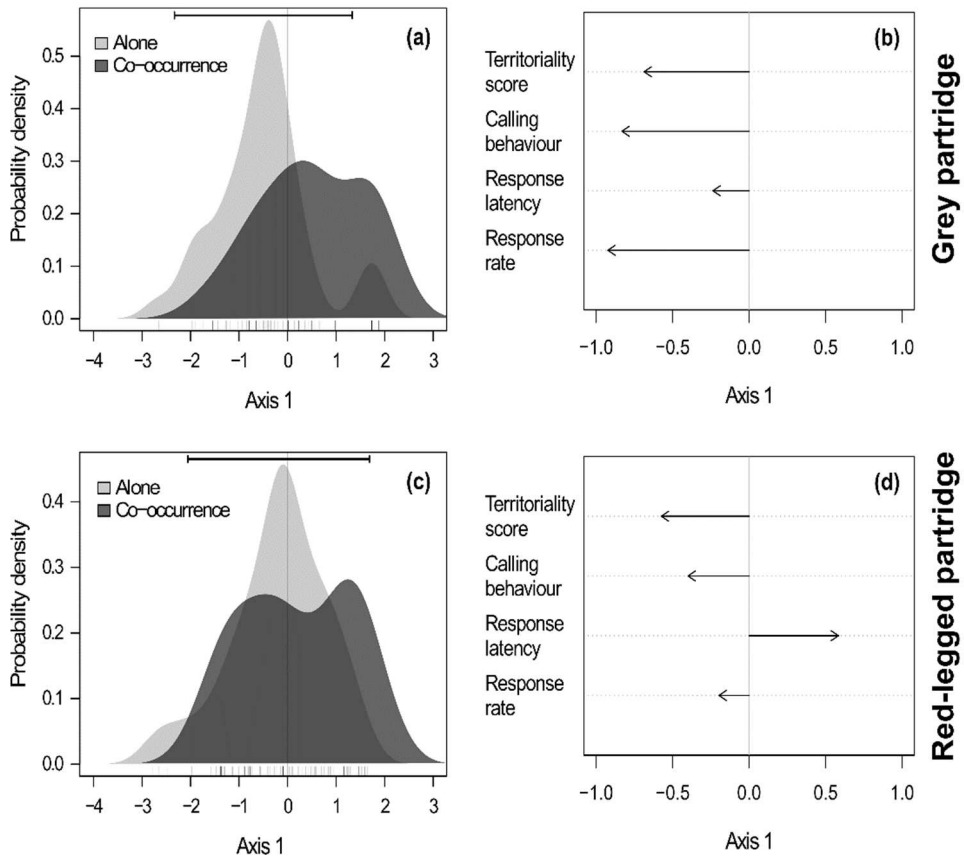 (a)
Alone
Co-occurrence
Probability density
0.5
0.4
0.3
0.2
0.1
0.0
−4 −3 −2 −1 0 1 2 3
Axis 1
(b)
Territoriality
score
Calling
behaviour
Response
latency
Response
rate
−1.0 −0.5 0.0 0.5 1.0
Axis 1
Grey partridge
(c)
Alone
Co-occurrence
Probability density
0.4
0.3
0.2
0.1
0.0
−4 −3 −2 −1 0 1 2 3
Axis 1
(d)
Territoriality
score
Calling
behaviour
Response
latency
Response
rate
−1.0 −0.5 0.0 0.5 1.0
Axis 1
Red-legged partridge